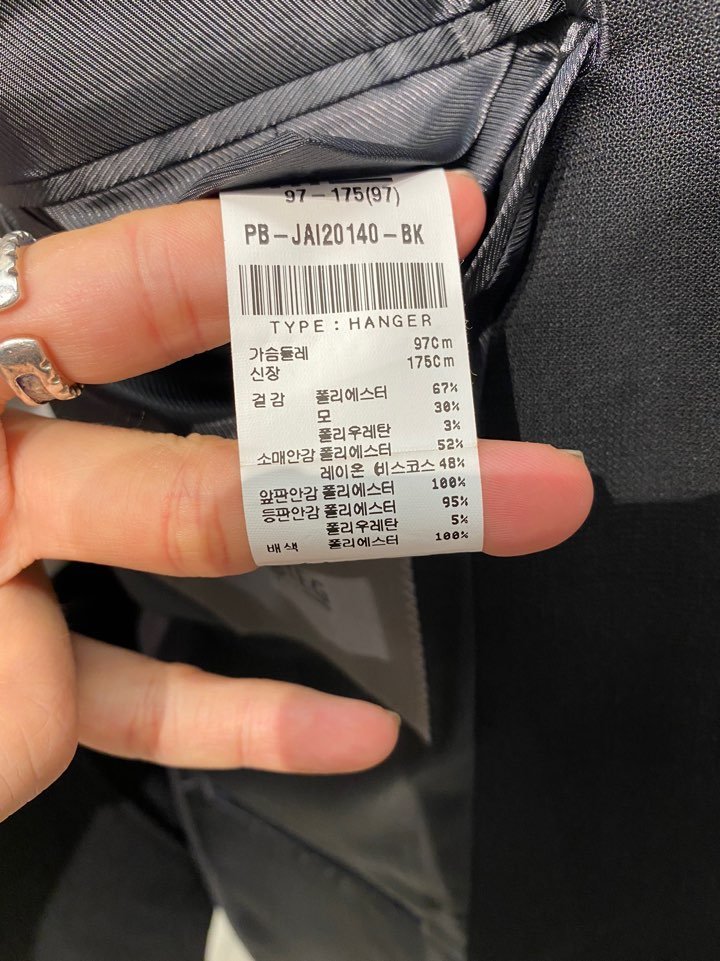 97-175(97)
PB-JAI20140-BK
TYPE : HANGER
가슴둘레 97Cm
신장 175Cm
겉감 폴리에스터 67%
모 30%
폴리우레탄 3%
소매안감 폴리에스터 52%
레이온 (비스코스 48%
앞판안감 폴리에스터 100%
등판안감 폴리에스터 95%
폴리우레탄 5%
배색 폴리에스터 100%